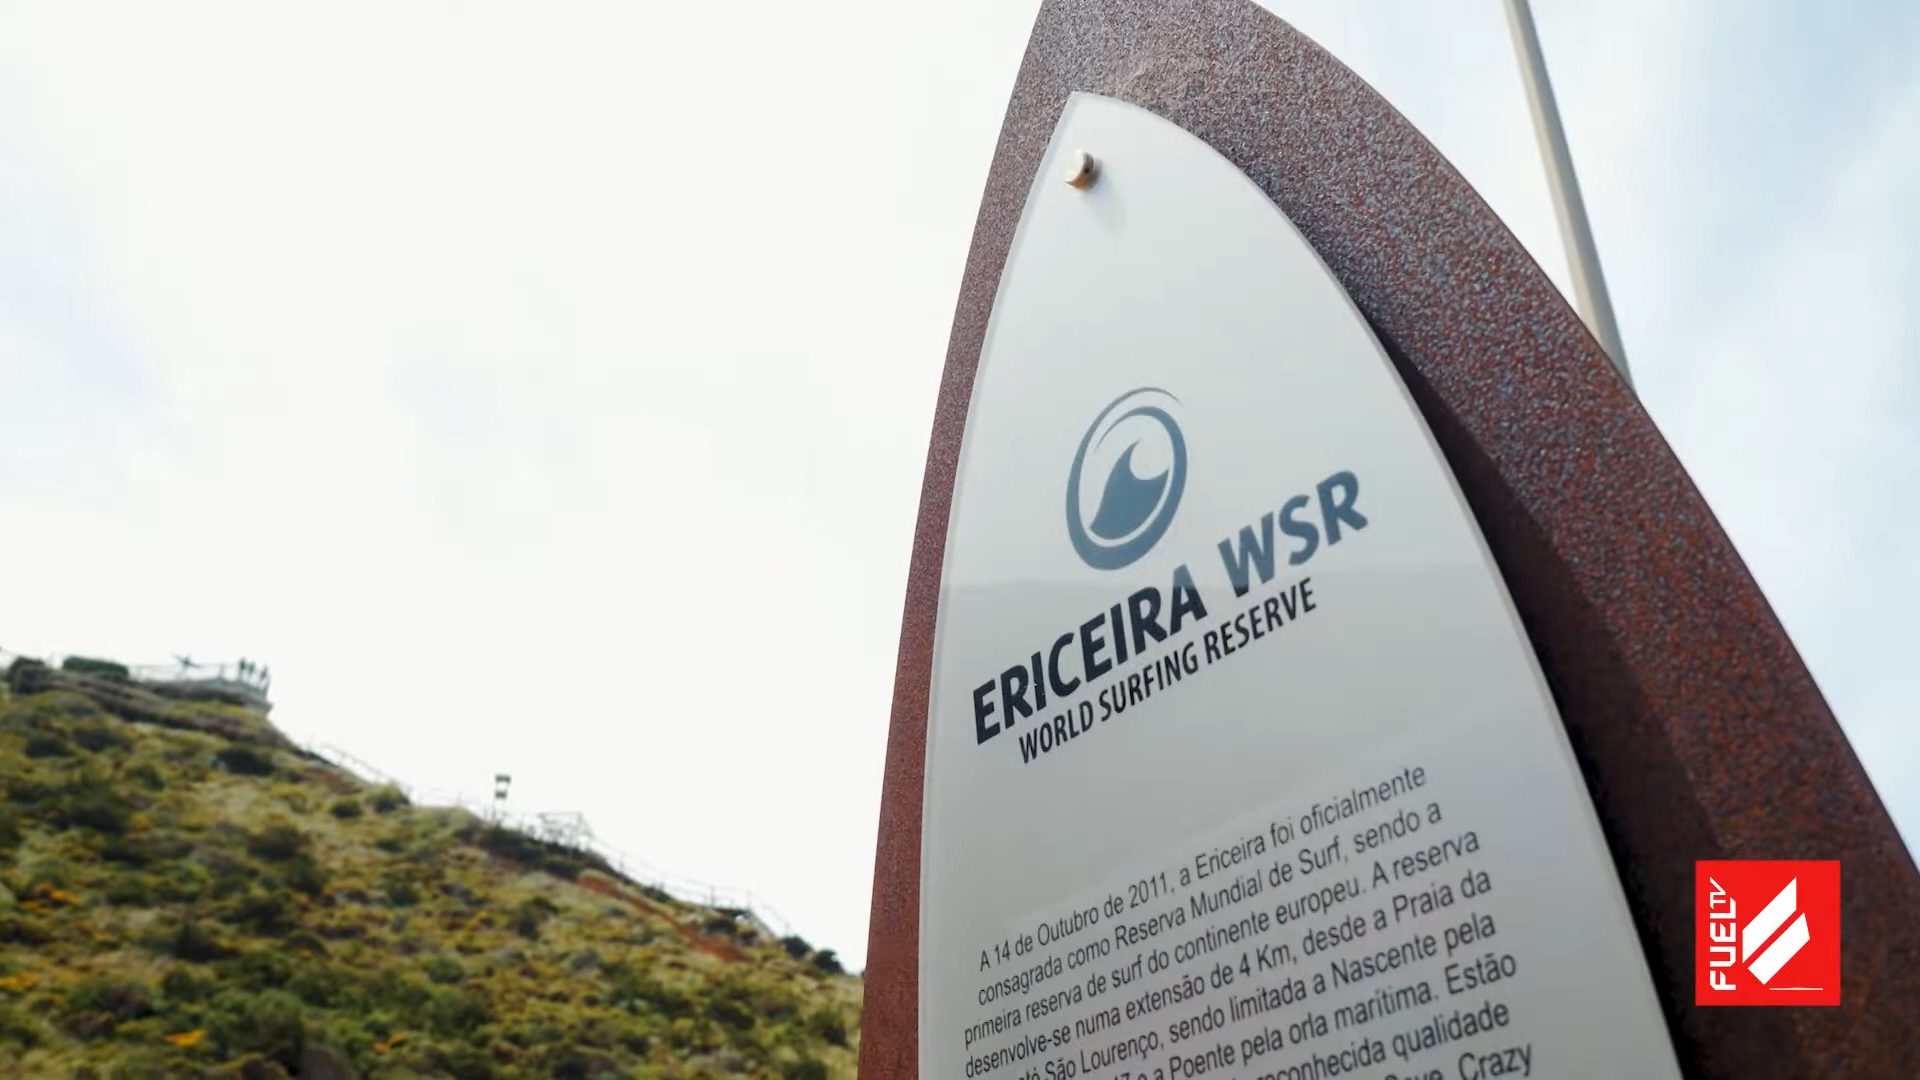 ERICEIRA WSR
WORLD SURFING RESERVE
A 14 de Outubro de 2011, a Ericeira foi oficialmente
consagrada como Reserva Mundial de Surf, sendo a
primeira reserva de surf do continente europeu. A reserva
desenvolve-se numa extensão de 4 Km, desde a Praia da
São Lourenço, sendo limitada a Nascente pela
a Poente pela orla marítima. Estão
reconhecida qualidade
Crazy
FUEL TV